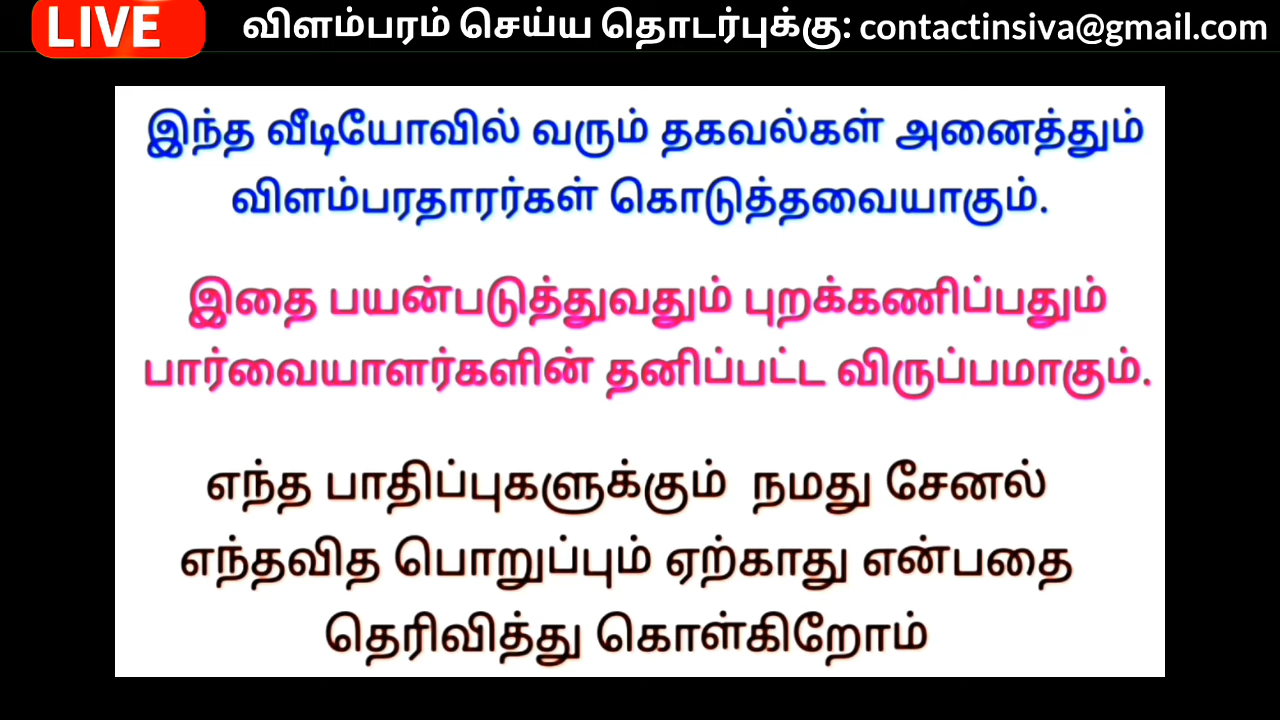 LIVE
விளம்பரம் செய்ய தொடர்புக்கு: contactinsiva@gmail.com
இந்த வீடியோவில் வரும் தகவல்கள் அனைத்தும்
விளம்பரதாரர்கள் கொடுத்தவையாகும்.
இதை பயன்படுத்துவதும் புறக்கணிப்பதும்
பார்வையாளர்களின் தனிப்பட்ட விருப்பமாகும்.
எந்த பாதிப்புகளுக்கும் நமது சேனல்
எந்தவித பொறுப்பும் ஏற்காது என்பதை
தெரிவித்து கொள்கிறோம்